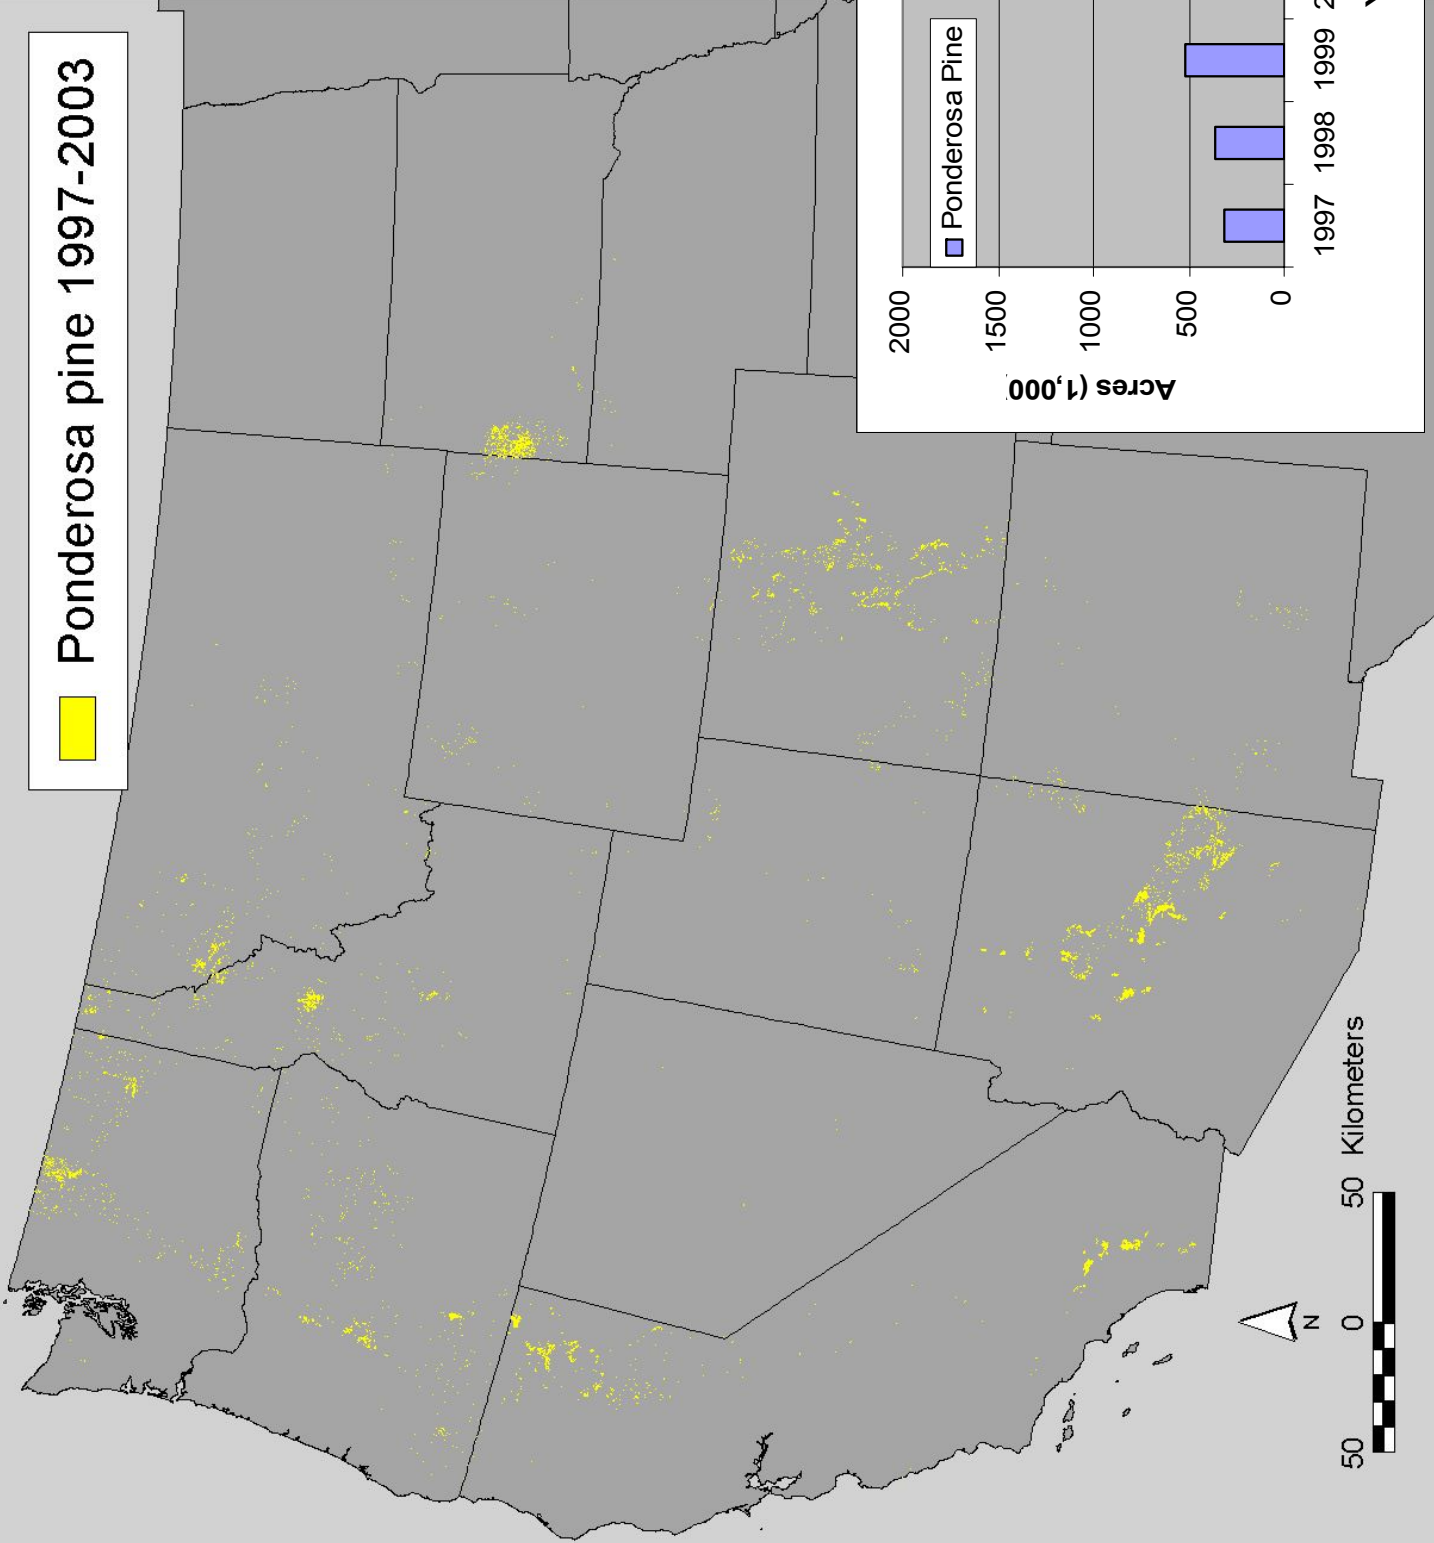 Ponderosa pine 1997-2003
Ponderosa Pine
2000
1500
1000
500
0
Acres (1,000)
1997 1998 1999
50 0 50 Kilometers
N